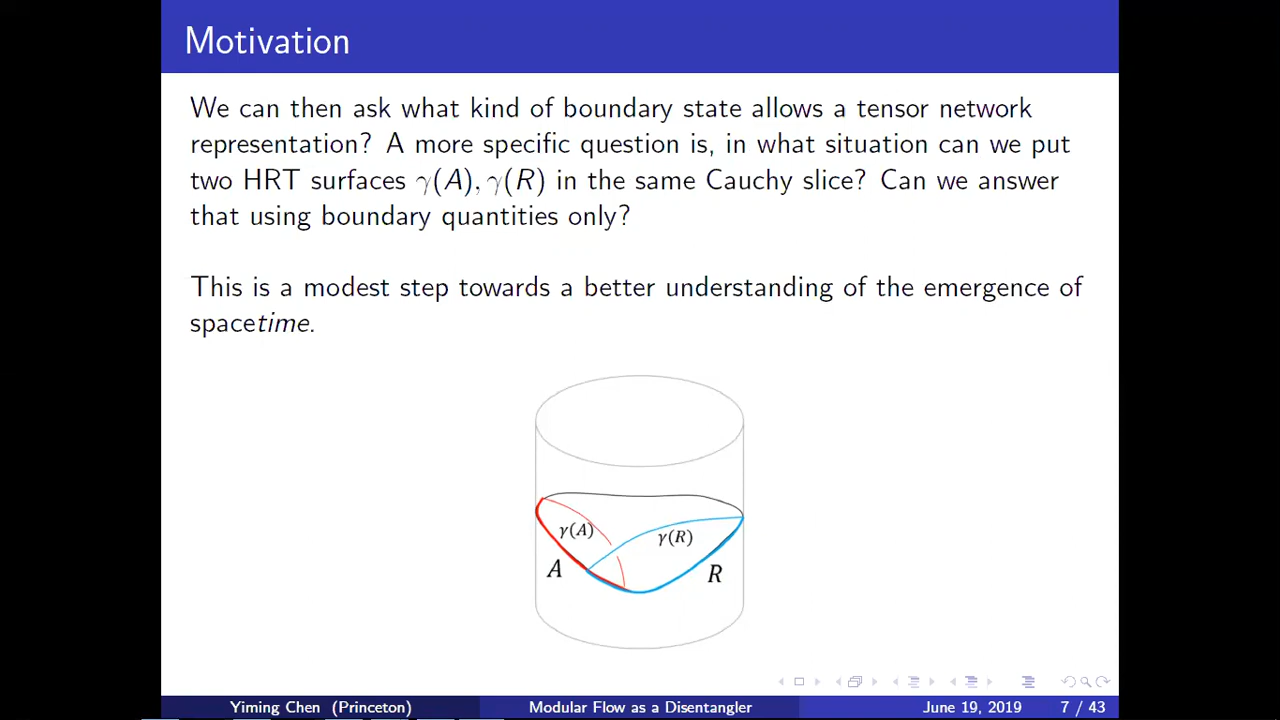 Motivation
We can then ask what kind of boundary state allows a tensor network
representation? A more specific question is, in what situation can we put
two HRT surfaces γ(A), γ(R) in the same Cauchy slice? Can we answer
that using boundary quantities only?
This is a modest step towards a better understanding of the emergence of
spacetime.
γ(A)
γ(R)
A
R
Yiming Chen (Princeton) Modular Flow as a Disentangler June 19, 2019 7 / 43